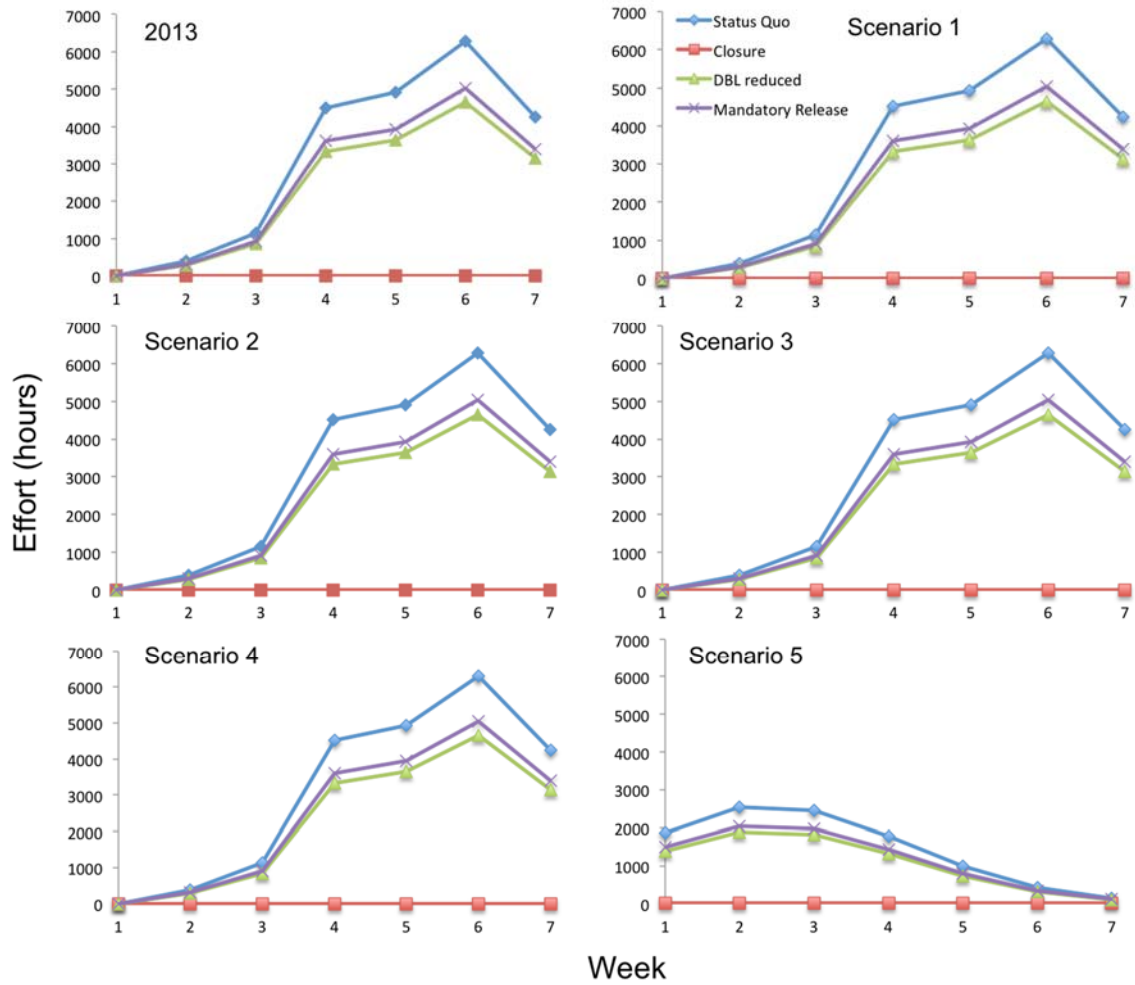 2013
7000
6000
5000
4000
3000
2000
1000
0
1 2 3 4 5 6 7
Scenario 1
Status Quo
Closure
DBL reduced
Mandatory Release
7000
6000
5000
4000
3000
2000
1000
0
1 2 3 4 5 6 7
Effort (hours)
Scenario 2
7000
6000
5000
4000
3000
2000
1000
0
1 2 3 4 5 6 7
Scenario 3
7000
6000
5000
4000
3000
2000
1000
0
1 2 3 4 5 6 7
Scenario 4
7000
6000
5000
4000
3000
2000
1000
0
1 2 3 4 5 6 7
Scenario 5
7000
6000
5000
4000
3000
2000
1000
0
1 2 3 4 5 6 7
Week